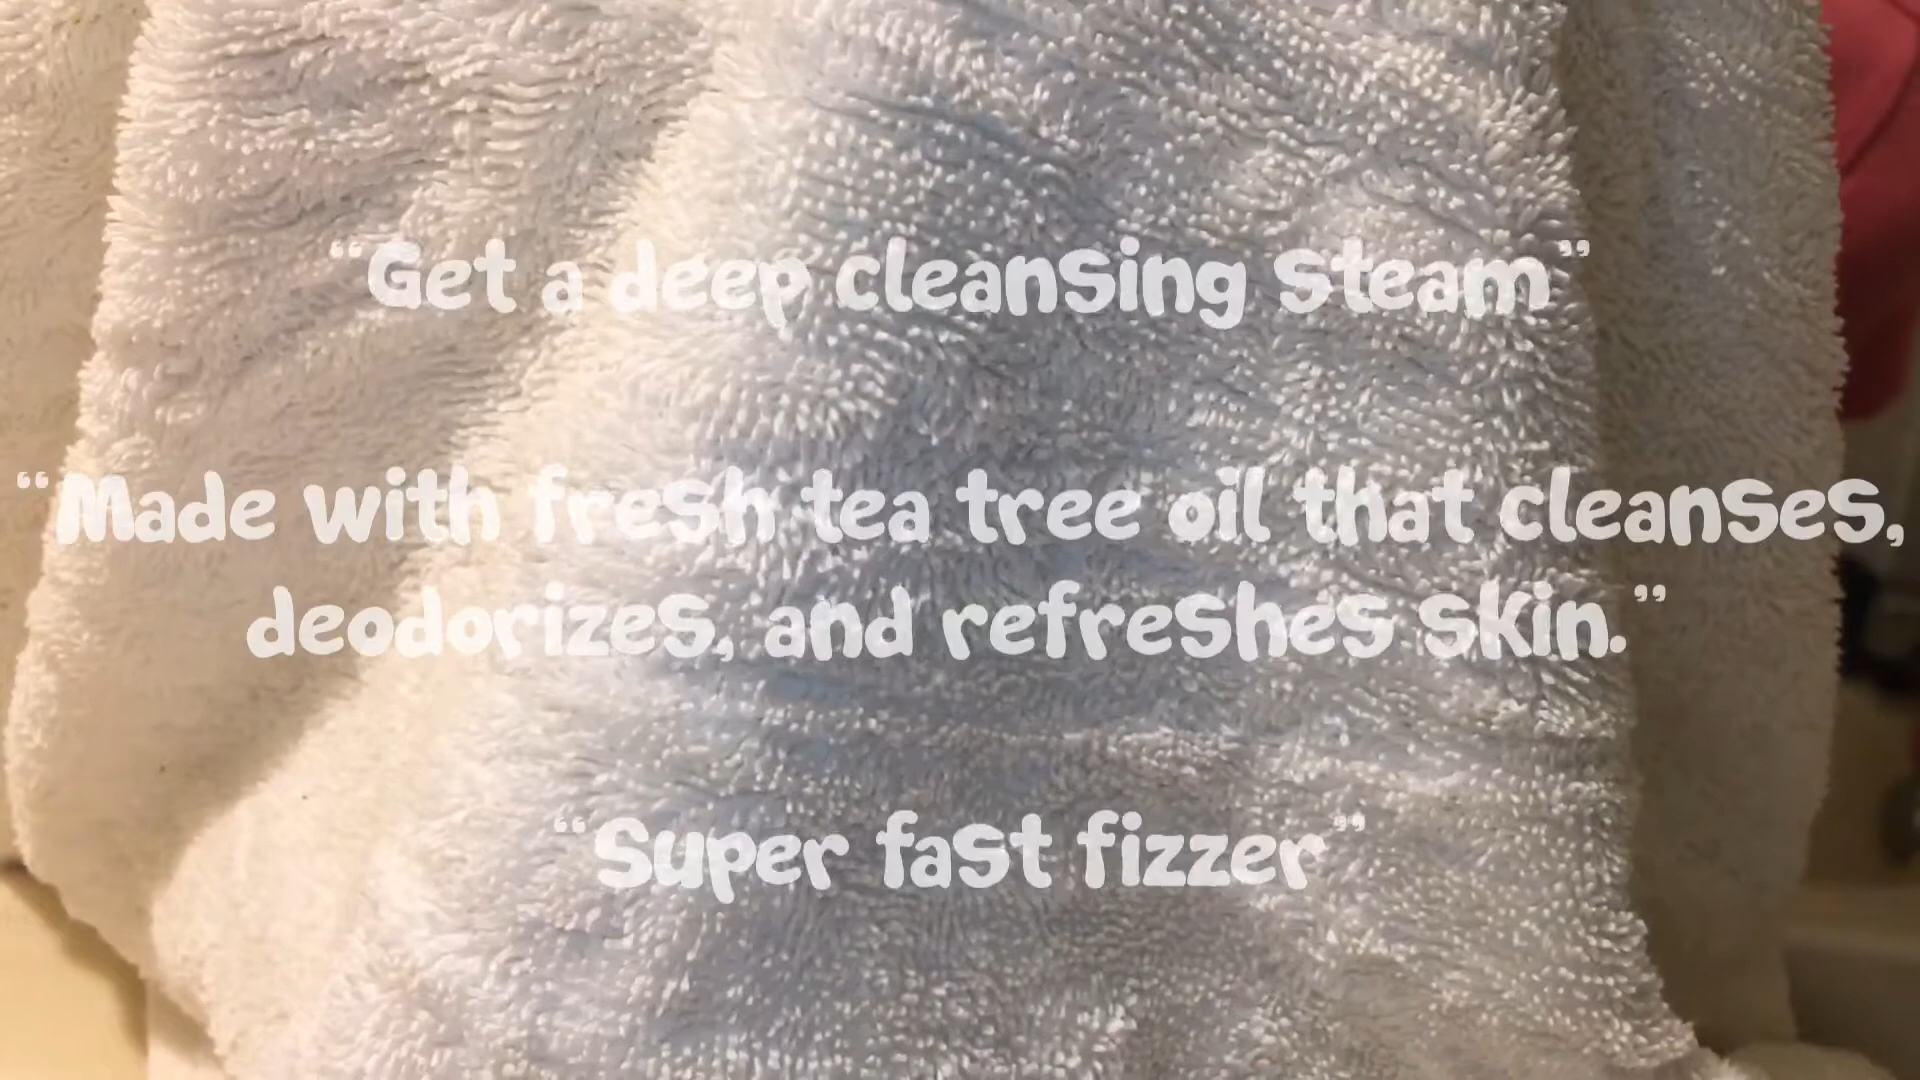 “Get a deep cleansing steam”
“Made with fresh tea tree oil that cleanses,
deodorizes, and refreshes skin.”
“Super fast fizzer”